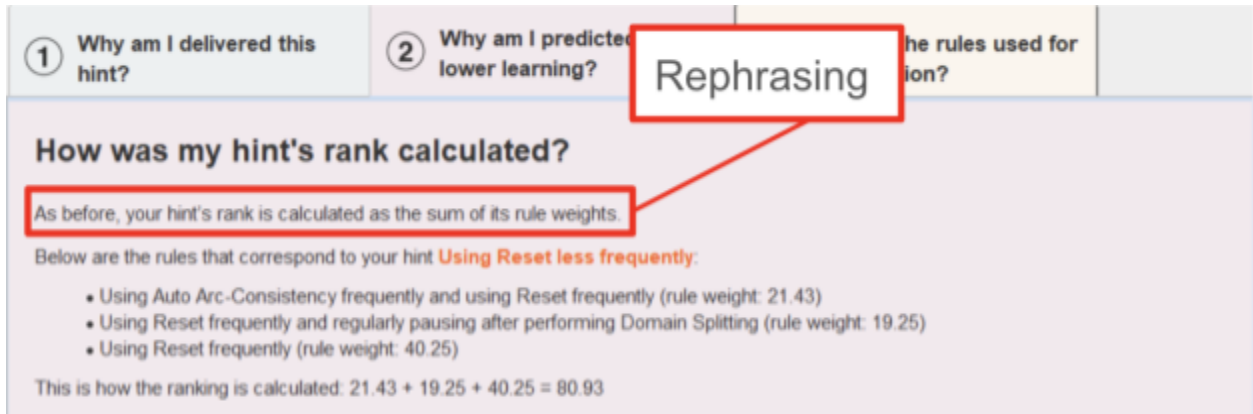 1 Why am I delivered this
hint?
2 Why am I predicted
lower learning?
he rules used for
ion?
Rephrasing
How was my hint's rank calculated?
As before, your hint's rank is calculated as the sum of its rule weights.
Below are the rules that correspond to your hint Using Reset less frequently:
• Using Auto Arc-Consistency frequently and using Reset frequently (rule weight: 21.43)
• Using Reset frequently and regularly pausing after performing Domain Splitting (rule weight: 19.25)
• Using Reset frequently (rule weight: 40.25)
This is how the ranking is calculated: 21.43 + 19.25 + 40.25 = 80.93